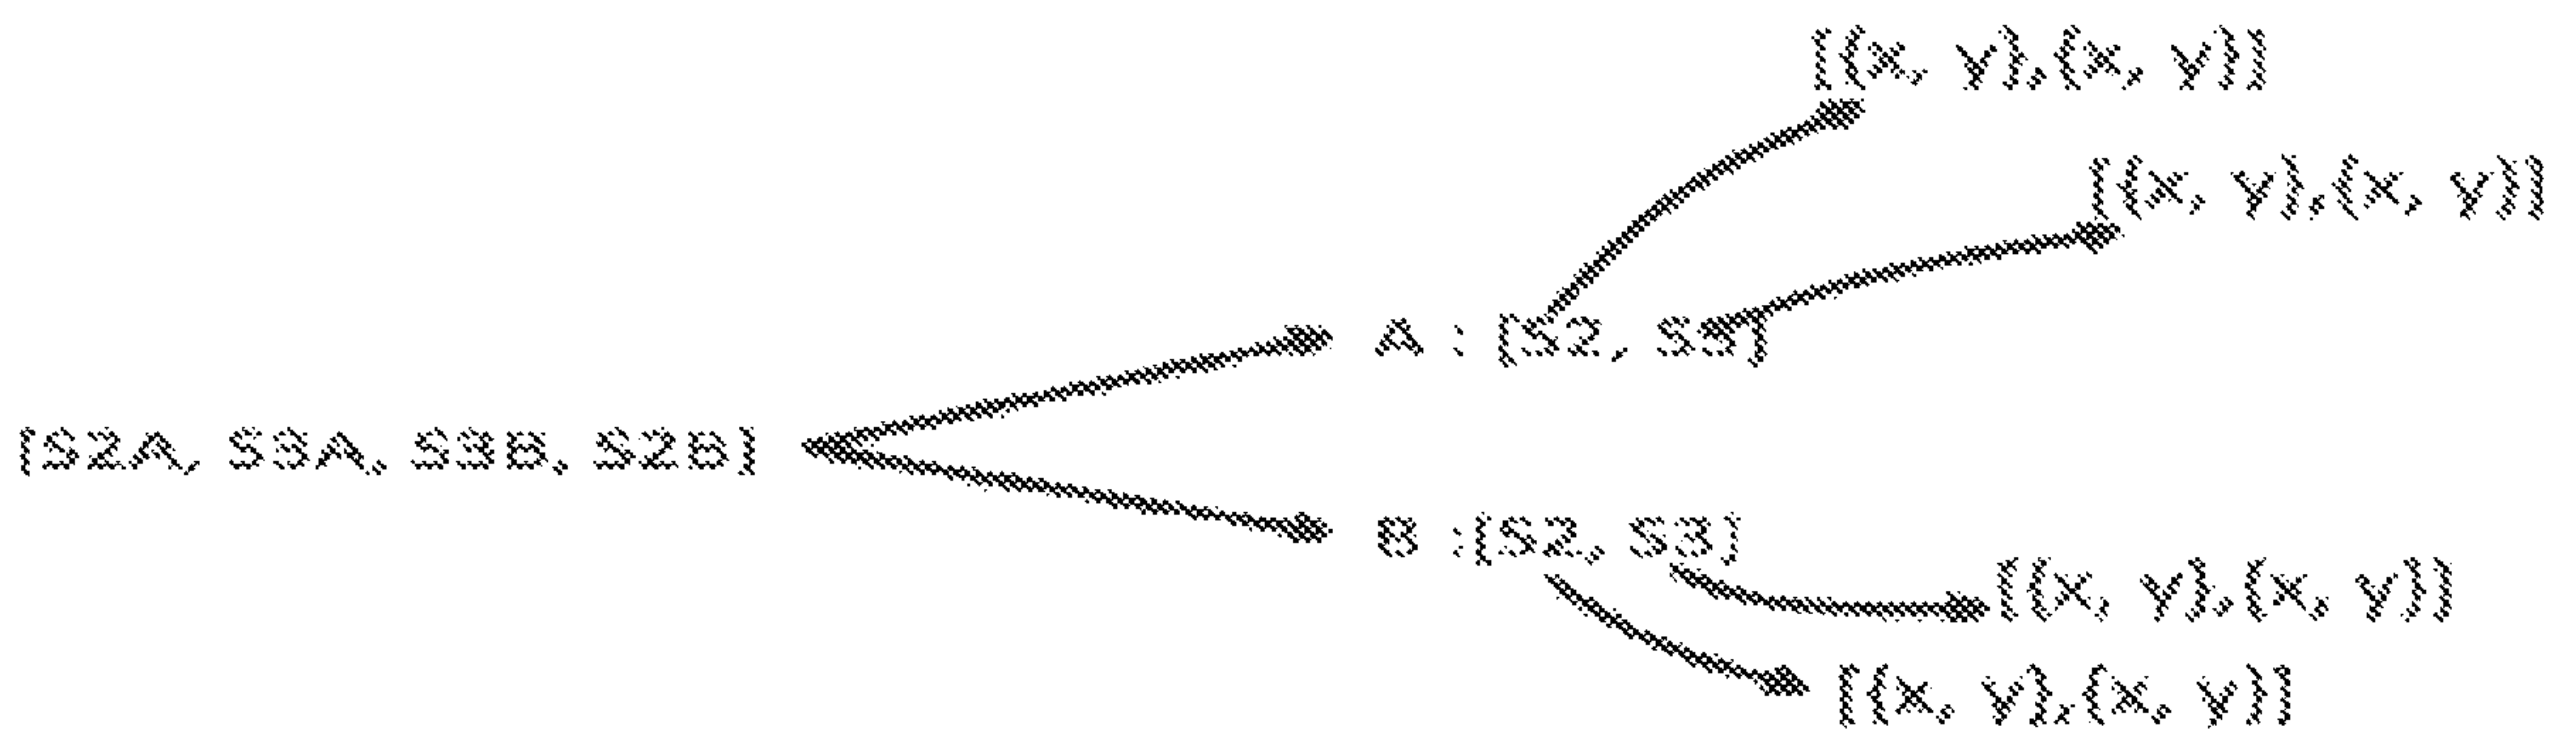 [{x, y},{x, y}]
[{x, y},{x, y}]
A : [S2, S3]
[S2A, S3A, S3B, S2B]
B :[S2, S3]
[{x, y},{x, y}]
[{x, y},{x, y}]